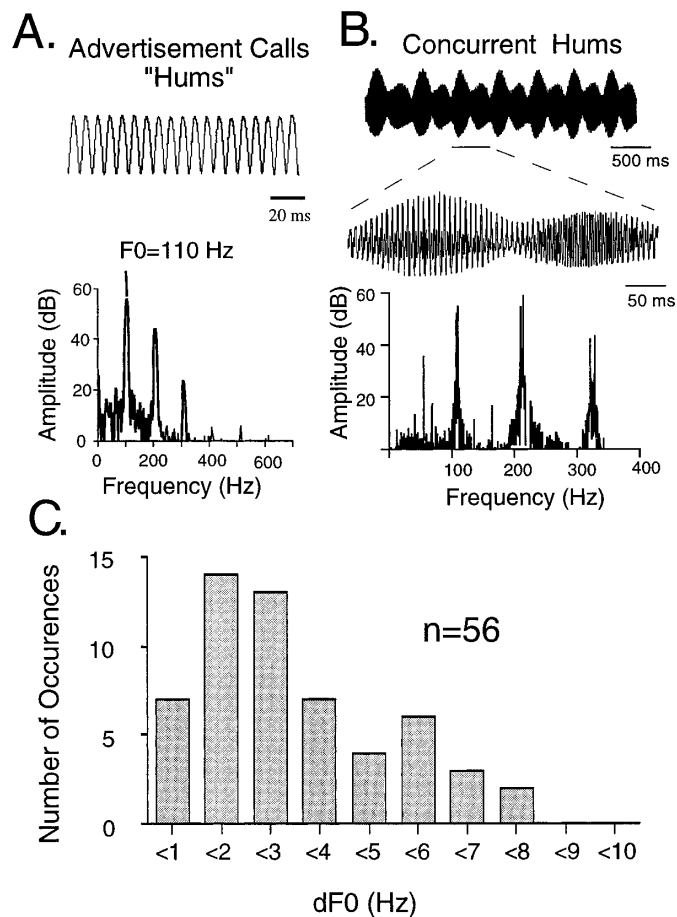 A.
Advertisement Calls
"Hums"
20 ms
F0=110 Hz
Amplitude (dB)
60
40
20
0
0 200 400 600
Frequency (Hz)
B.
Concurrent Hums
500 ms
50 ms
Amplitude (dB)
60
40
20
100 200 300 400
Frequency (Hz)
C.
Number of Occurences
15
10
5
0
n=56
<1 <2 <3 <4 <5 <6 <7 <8 <9 <10
dF0 (Hz)